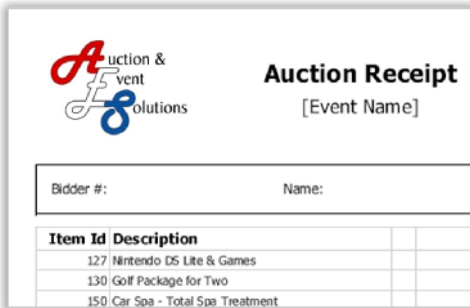 Auction &
Event
Solutions
Auction Receipt
[Event Name]
Bidder #: Name:
Item Id Description
127 Nintendo DS Lite & Games
130 Golf Package for Two
150 Car Spa - Total Spa Treatment